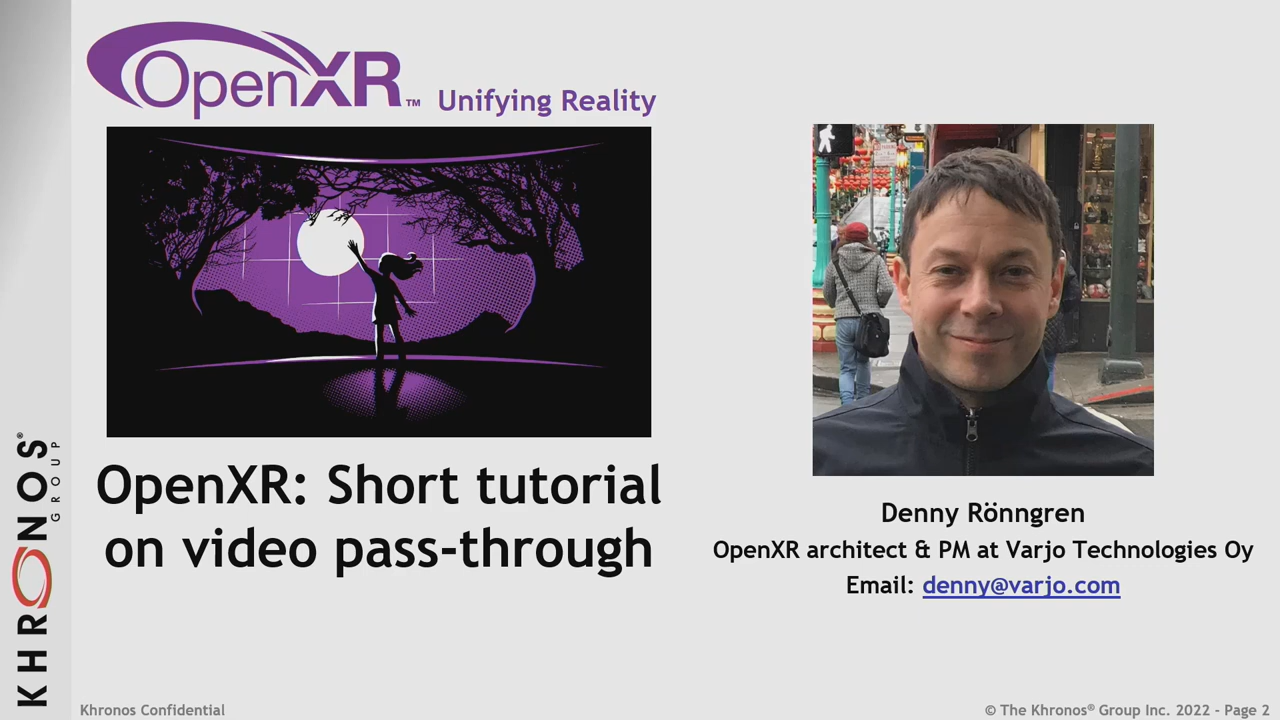 OpenXR™ Unifying Reality
OpenXR: Short tutorial
on video pass-through
Denny Rönngren
OpenXR architect & PM at Varjo Technologies Oy
Email: denny@varjo.com
KHRONOS®
GROUP
Khronos Confidential
© The Khronos® Group Inc. 2022 - Page 2